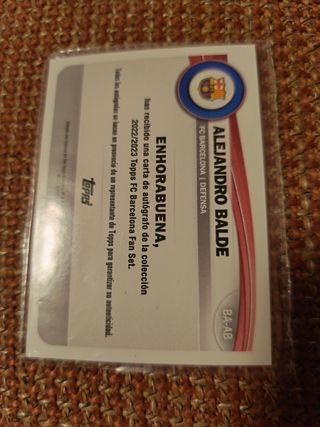 ALEJANDRO BALDE
FC BARCELONA | DEFENSA
BA-AB
ENHORABUENA,
han recibido una carta de autógrafo de la colección
2022/2023 Topps FC Barcelona Fan Set.
Todos los autógrafos se hacen en presencia de un representante de Topps para garantizar su autenticidad.
Topps